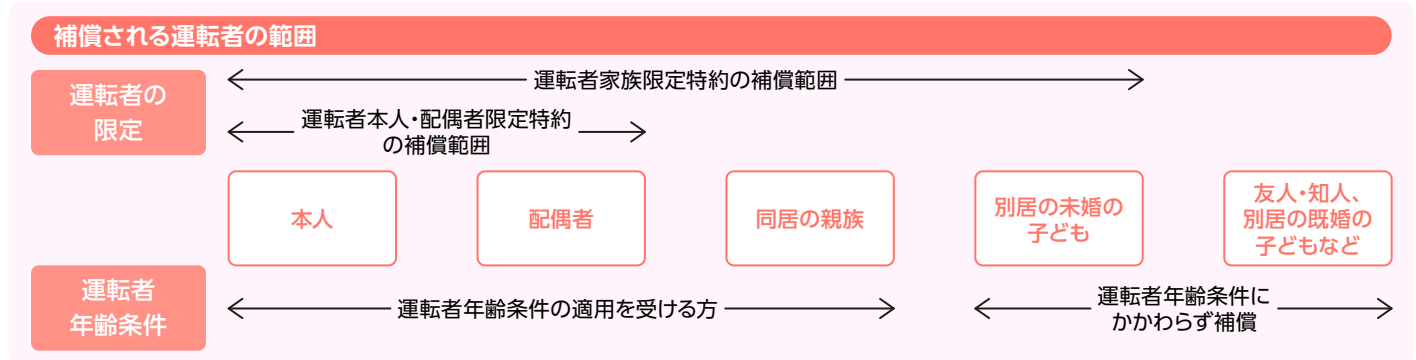 補償される運転者の範囲
運転者の
限定
運転者家族限定特約の補償範囲
運転者本人・配偶者限定特約
の補償範囲
本人
配偶者
同居の親族
別居の未婚の
子ども
友人・知人、
別居の既婚の
子どもなど
運転者
年齢条件
運転者年齢条件の適用を受ける方
運転者年齢条件に
かかわらず補償